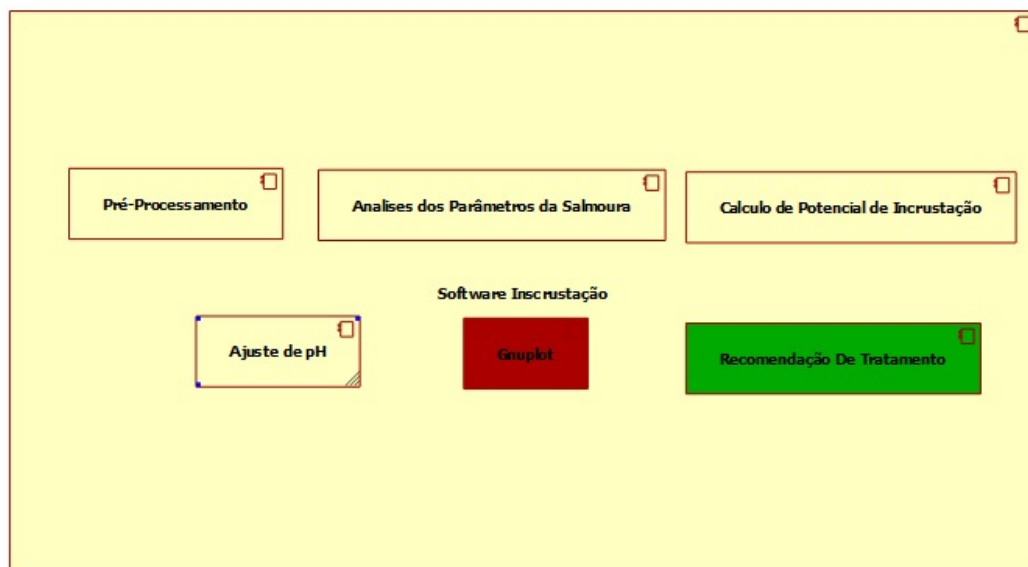 Pré-Processamento
Analises dos Parâmetros da Salmoura
Calculo de Potencial de Incrustação
Software Inscrustação
Ajuste de pH
Gnuplot
Recomendação De Tratamento